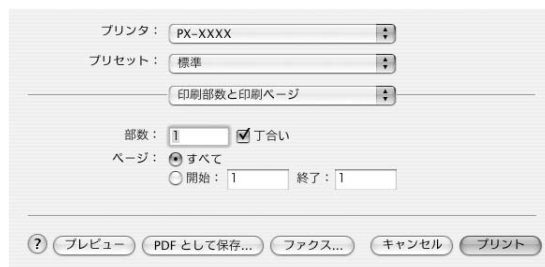 プリンタ： PX-XXXX
プリセット： 標準
印刷部数と印刷ページ
部数： 1 丁合い
ページ： すべて
開始： 1 終了： 1
? プレビュー PDF として保存... ファクス... キャンセル プリント